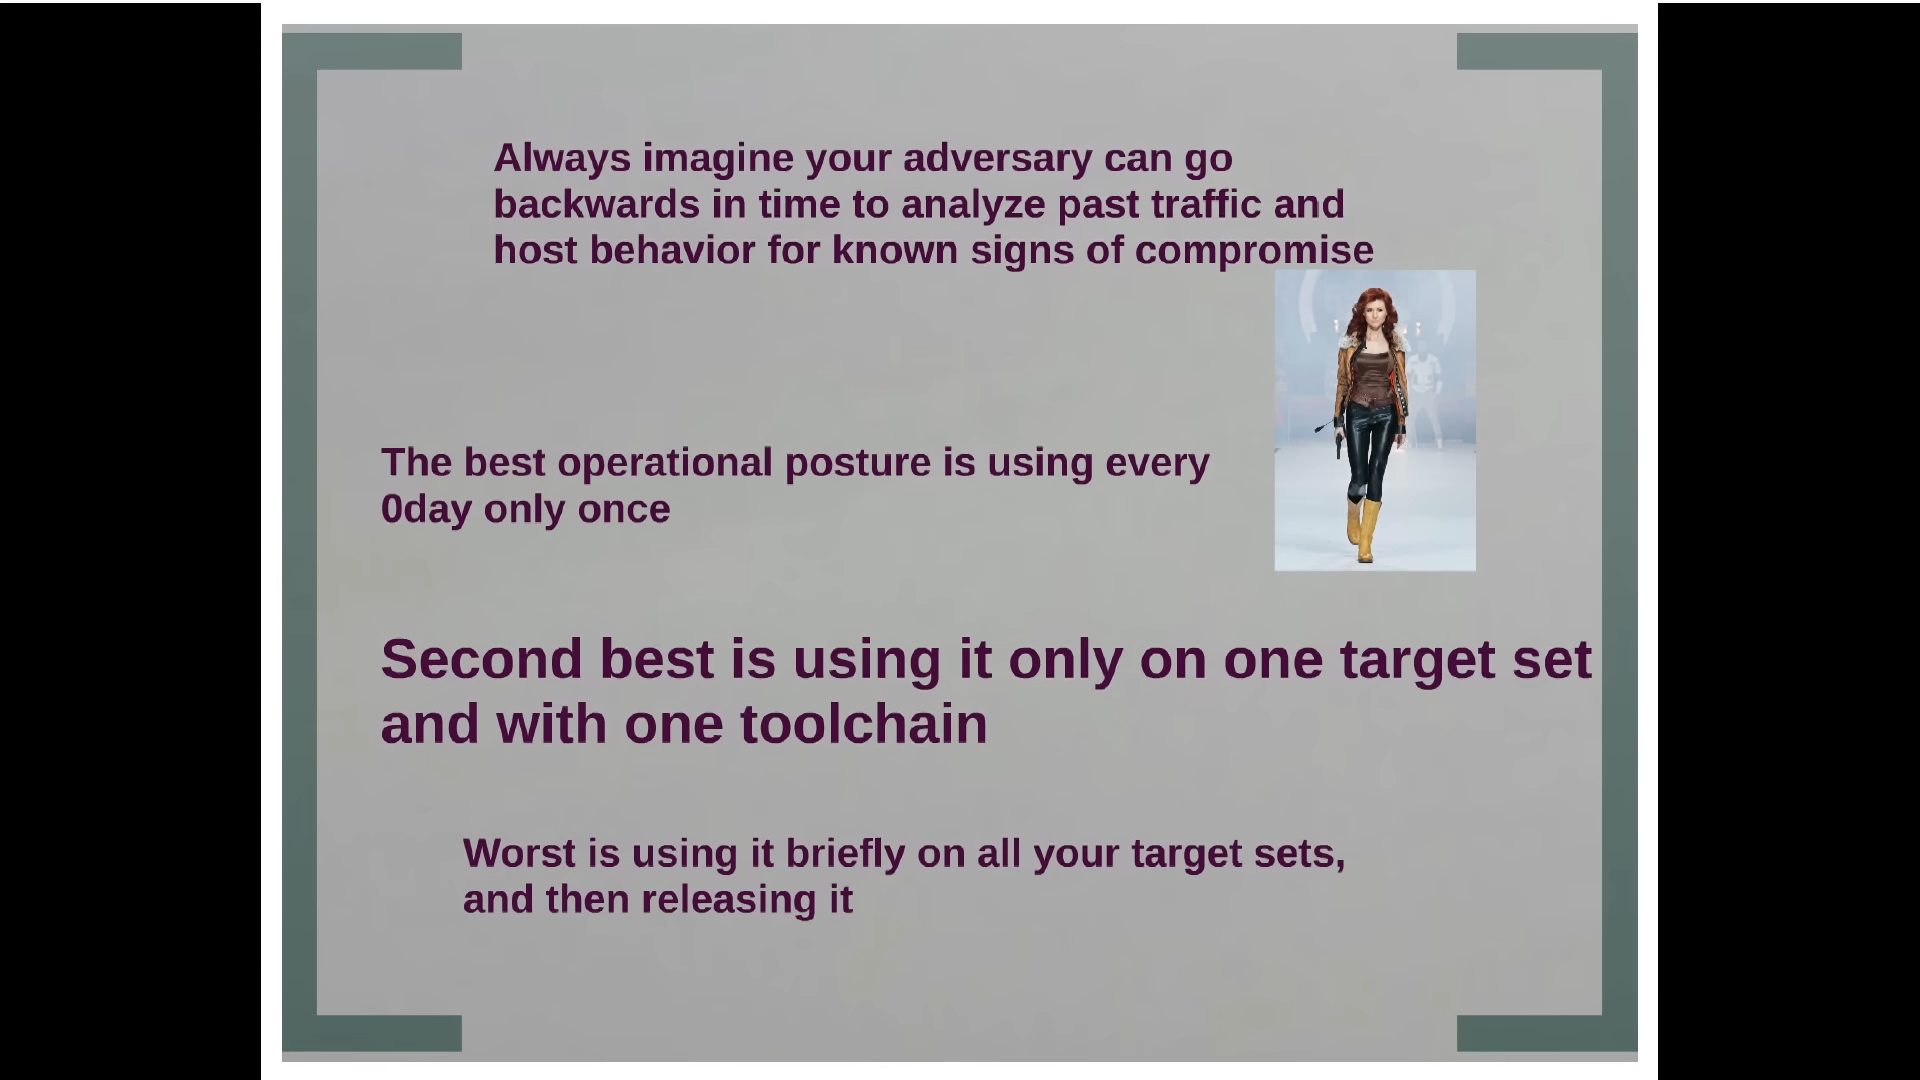 Always imagine your adversary can go
backwards in time to analyze past traffic and
host behavior for known signs of compromise
The best operational posture is using every
0day only once
Second best is using it only on one target set
and with one toolchain
Worst is using it briefly on all your target sets,
and then releasing it